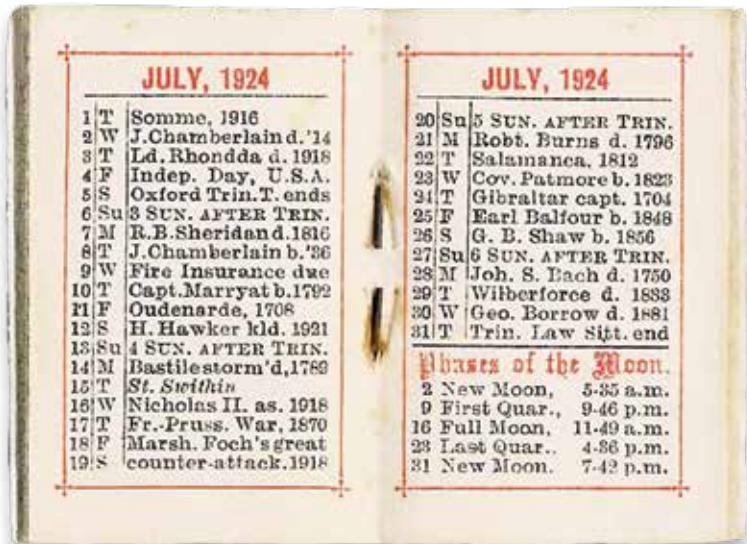 JULY, 1924
1 T Somme, 1916
2 W J. Chamberlain d. '14
3 T Ld. Rhondda d. 1918
4 F Indep. Day, U.S.A.
5 S Oxford Trin. T. ends
6 Su 3 SUN. AFTER TRIN.
7 M R. B. Sheridan d. 1816
8 T J. Chamberlain b. '36
9 W Fire Insurance due
10 T Capt. Marryat b. 1792
11 F Oudenarde, 1708
12 S H. Hawker kld. 1921
13 Su 4 SUN. AFTER TRIN.
14 M Bastile storm'd, 1789
15 T St. Swithin
16 W Nicholas II. as. 1918
17 T Fr.-Pruss. War, 1870
18 F Marsh. Foch's great
19 S counter-attack. 1918
JULY, 1924
20 Su 5 SUN. AFTER TRIN.
21 M Robt. Burns d. 1796
22 T Salamanca, 1812
23 W Cov. Patmore b. 1823
24 T Gibraltar capt. 1704
25 F Earl Balfour b. 1848
26 S G. B. Shaw b. 1856
27 Su 6 SUN. AFTER TRIN.
28 M Joh. S. Bach d. 1750
29 T Wilberforce d. 1833
30 W Geo. Borrow d. 1881
31 T Trin. Law Sitt. end
Phases of the Moon.
2 New Moon, 5-35 a.m.
9 First Quar., 9-46 p.m.
16 Full Moon, 11-49 a.m.
23 Last Quar.. 4-36 p.m.
31 New Moon. 7-42 p.m.